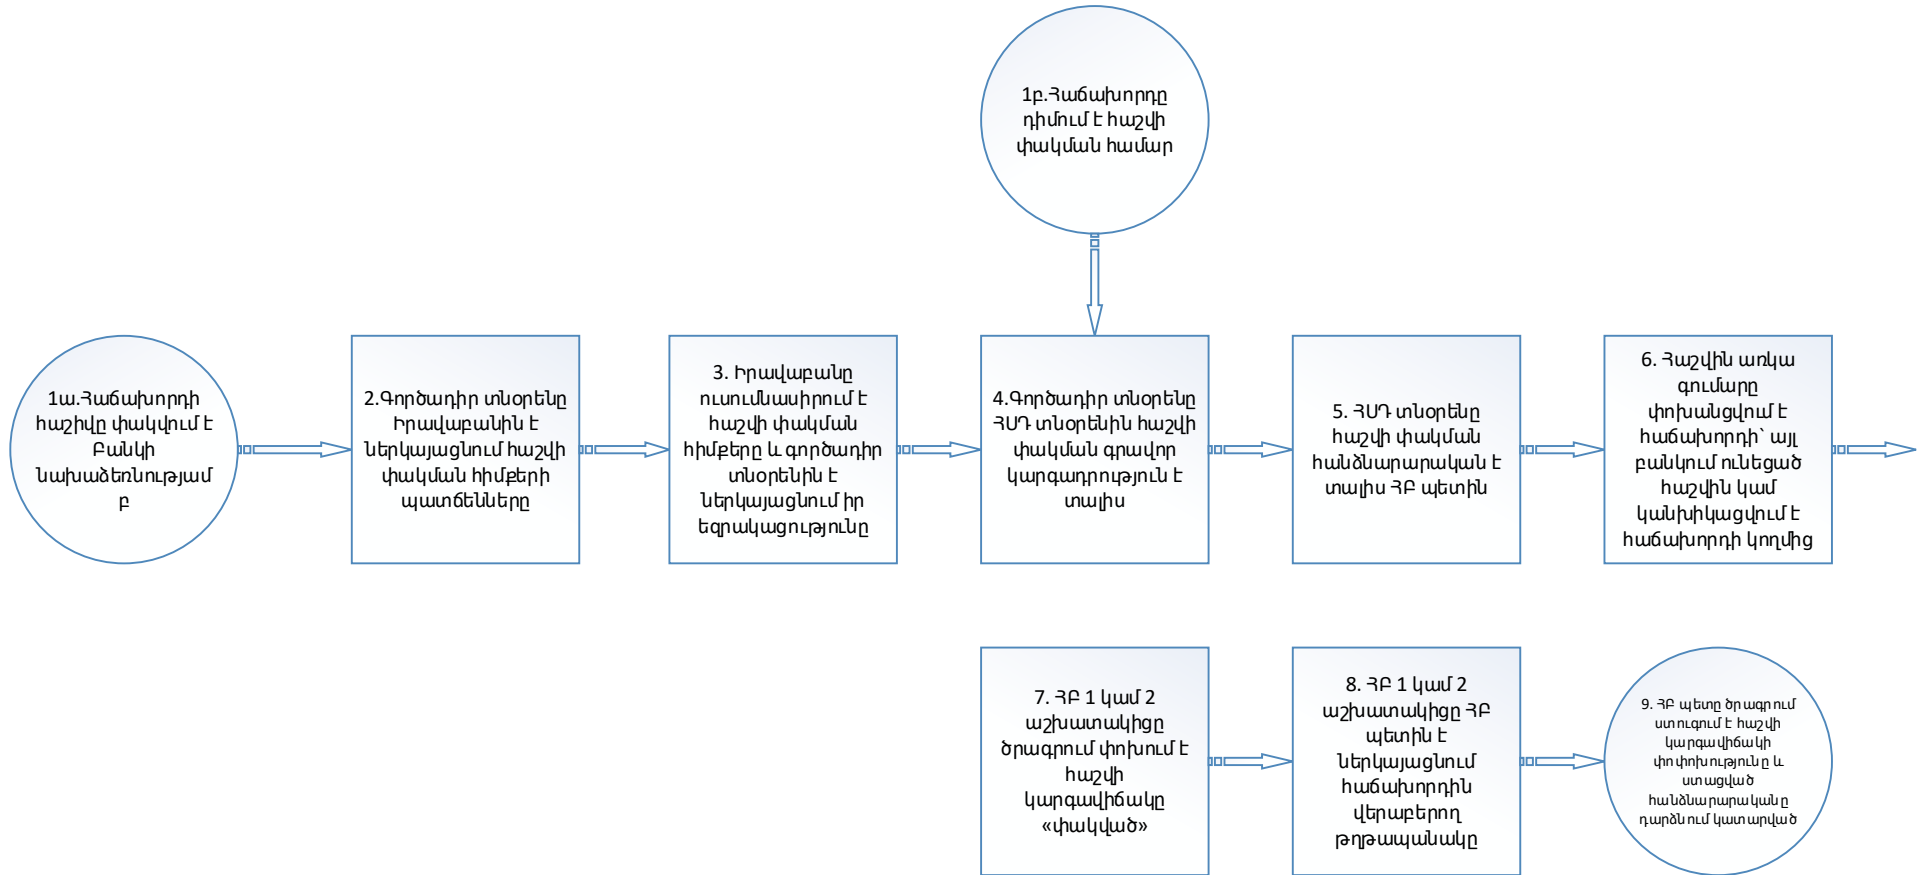 1բ.Հաճախորդը
դիմում է հաշվի
փակման համար
1ա.Հաճախորդի
հաշիվը փակվում է
Բանկի
նախաձեռնությամ
բ
2.Գործադիր տնօրենը
Իրավաբանին է
ներկայացնում հաշվի
փակման հիմքերի
պատճենները
3. Իրավաբանը
ուսումնասիրում է
հաշվի փակման
հիմքերը և գործադիր
տնօրենին է
ներկայացնում իր
եզրակացությունը
4.Գործադիր տնօրենը
ՀՍԴ տնօրենին հաշվի
փակման գրավոր
կարգադրություն է
տալիս
5. ՀՍԴ տնօրենը
հաշվի փակման
հանձնարարական է
տալիս ՀԲ պետին
6. Հաշվին առկա
գումարը
փոխանցվում է
հաճախորդի՝ այլ
բանկում ունեցած
հաշվին կամ
կանխիկացվում է
հաճախորդի կողմից
7. ՀԲ 1 կամ 2
աշխատակիցը
ծրագրում փոխում է
հաշվի
կարգավիճակը
«փակված»
8. ՀԲ 1 կամ 2
աշխատակիցը ՀԲ
պետին է
ներկայացնում
հաճախորդին
վերաբերող
թղթապանակը
9. ՀԲ պետը ծրագրում
ստուգում է հաշվի
կարգավիճակի
փոփոխությունը և
ստացված
հանձնարարականը
դարձնում կատարված